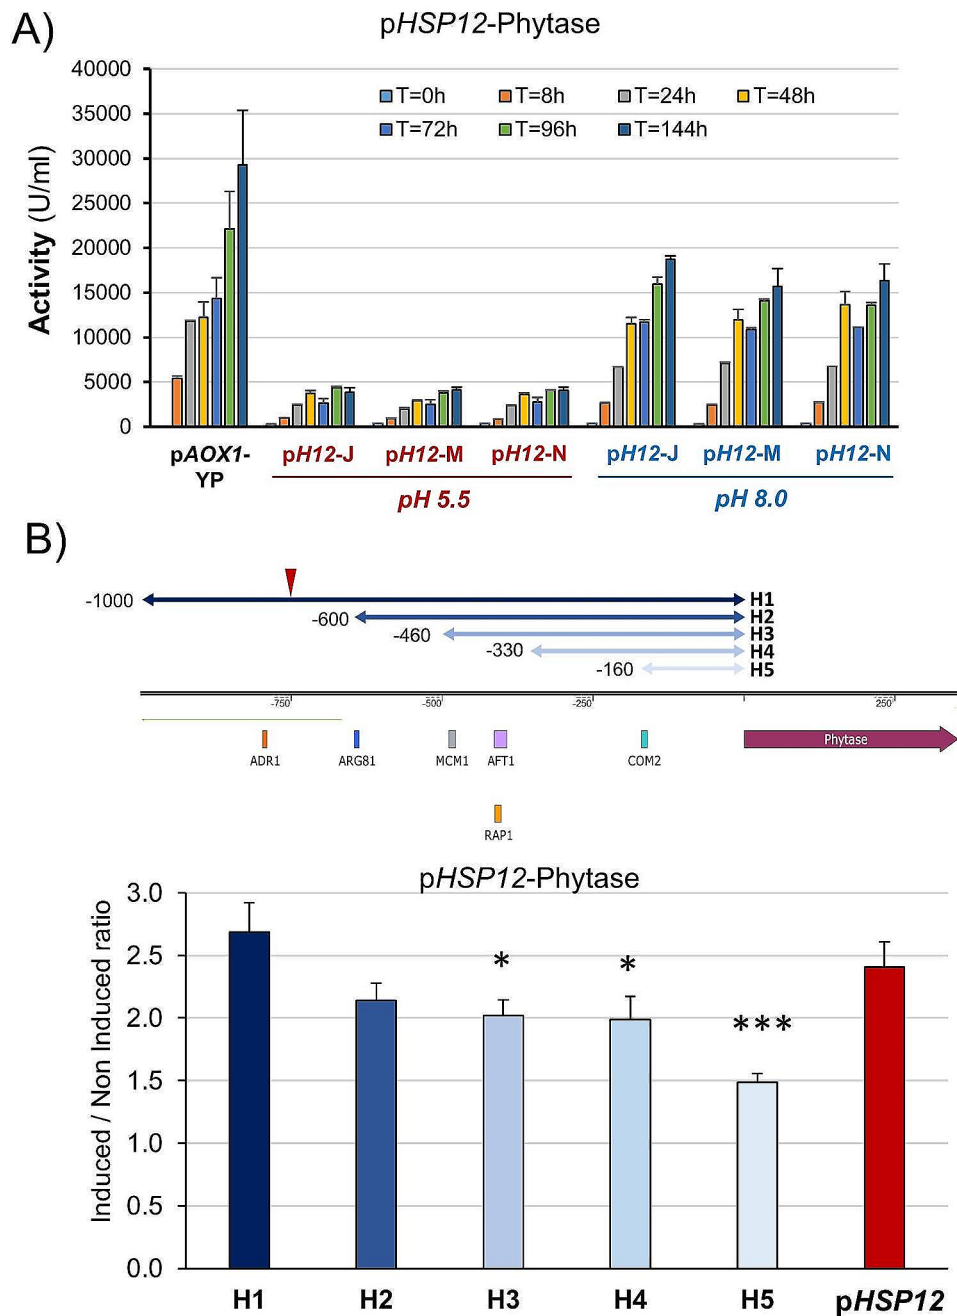 A)
pHSP12-Phytase
Activity (U/ml)
40000
35000
30000
25000
20000
15000
10000
5000
0
T=0h T=8h T=24h T=48h
T=72h T=96h T=144h
pAOX1-
YP
pH12-J pH12-M pH12-N pH12-J pH12-M pH12-N
pH 5.5 pH 8.0
B)
-1000 H1
-600 H2
-460 H3
-330 H4
-160 H5
-750 -500 -250 250
Phytase
ADR1 ARG81 MCM1 AFT1 COM2
RAP1
pHSP12-Phytase
Induced / Non Induced ratio
3.0
2.5
2.0
1.5
1.0
0.5
0.0
* * ***
H1 H2 H3 H4 H5 pHSP12